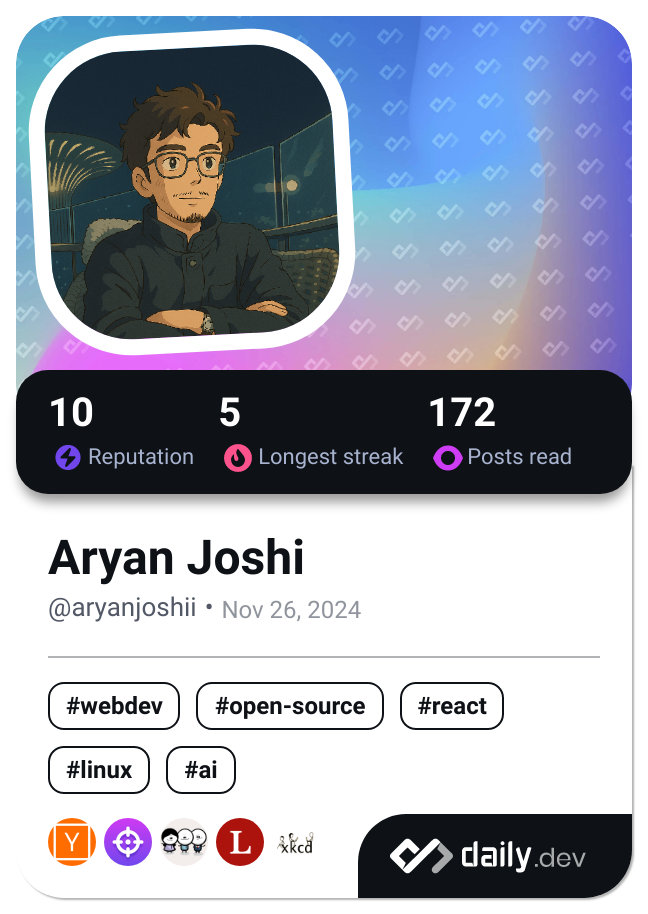 10 5 172
Reputation Longest streak Posts read
Aryan Joshi
@aryanjoshii • Nov 26, 2024
#webdev #open-source #react
#linux #ai
Y L xkcd
daily.dev